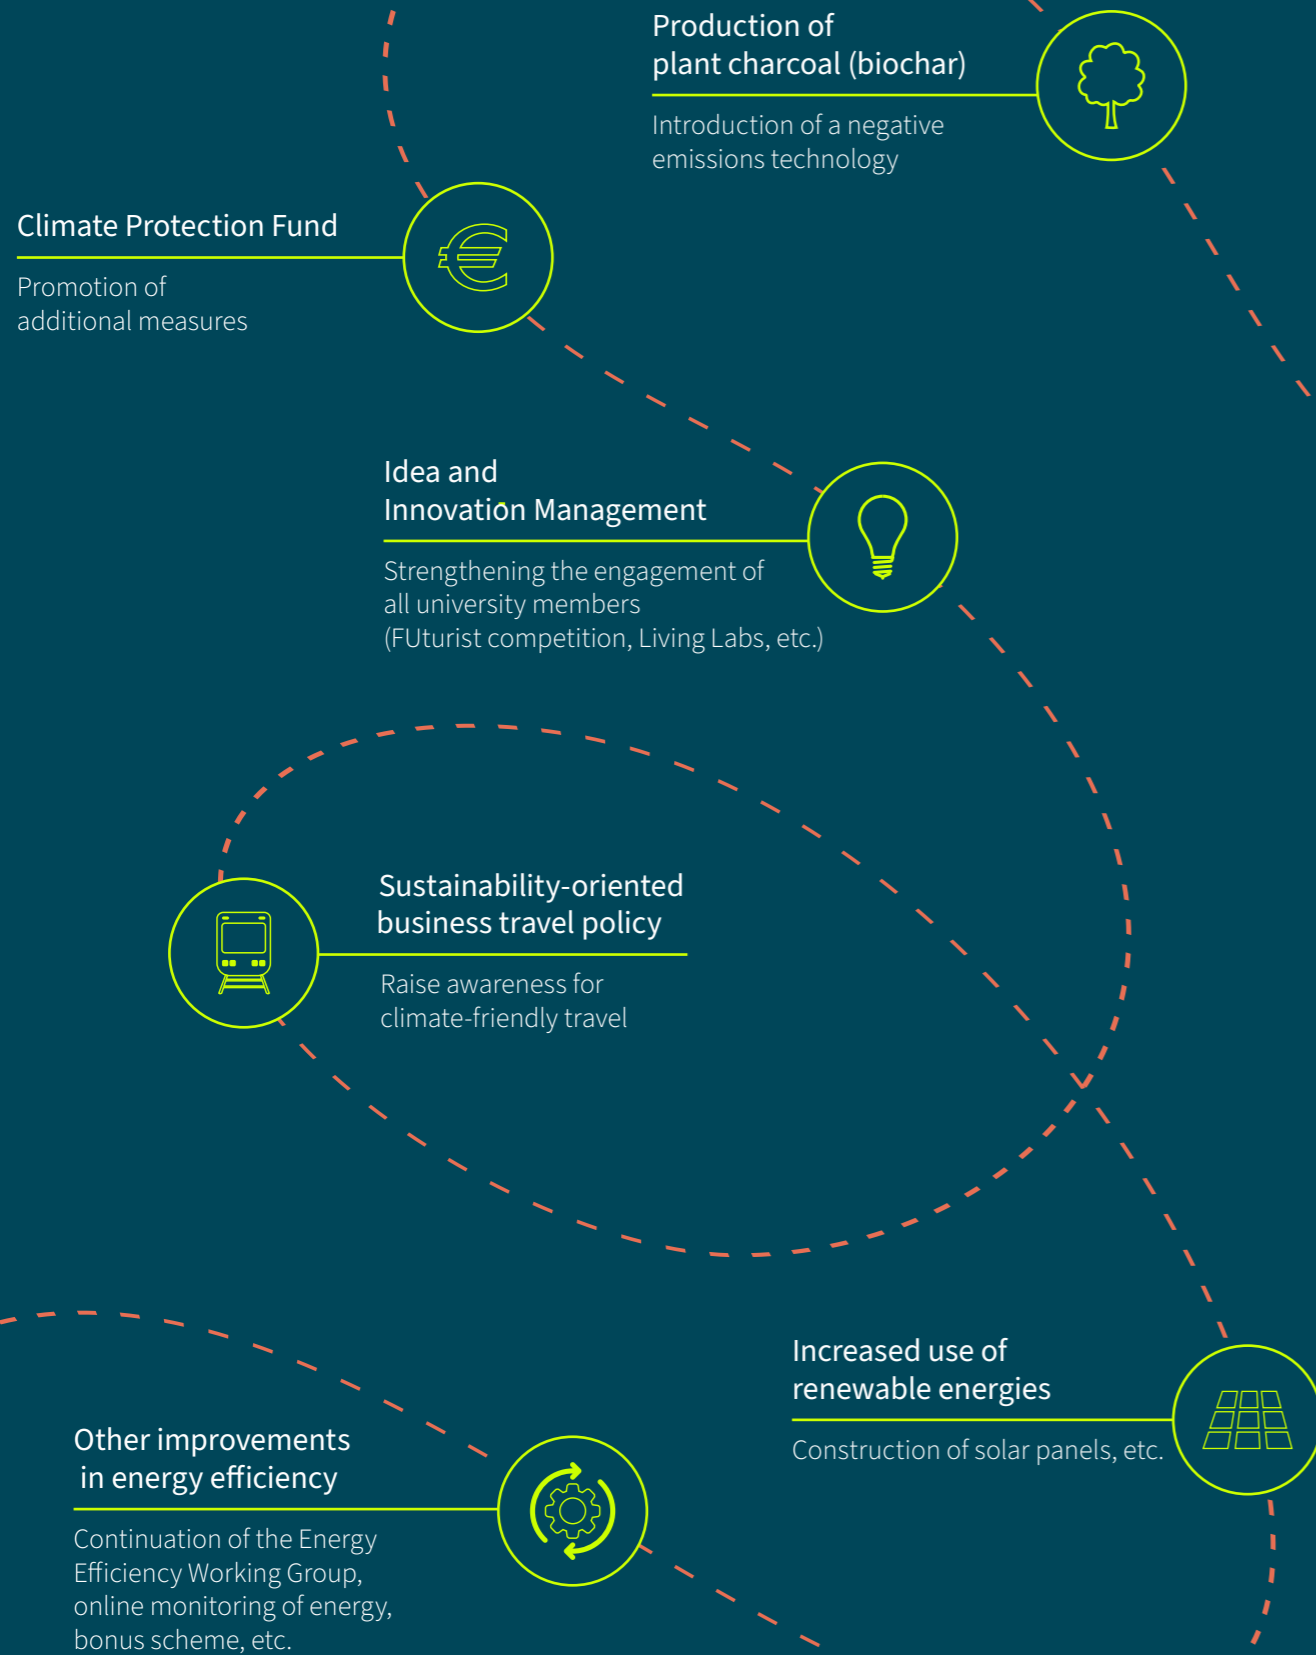 Production of
plant charcoal (biochar)
Introduction of a negative
emissions technology
Climate Protection Fund
Promotion of
additional measures
Idea and
Innovation Management
Strengthening the engagement of
all university members
(FUturist competition, Living Labs, etc.)
Sustainability-oriented
business travel policy
Raise awareness for
climate-friendly travel
Increased use of
renewable energies
Construction of solar panels, etc.
Other improvements
in energy efficiency
Continuation of the Energy
Efficiency Working Group,
online monitoring of energy,
bonus scheme, etc.